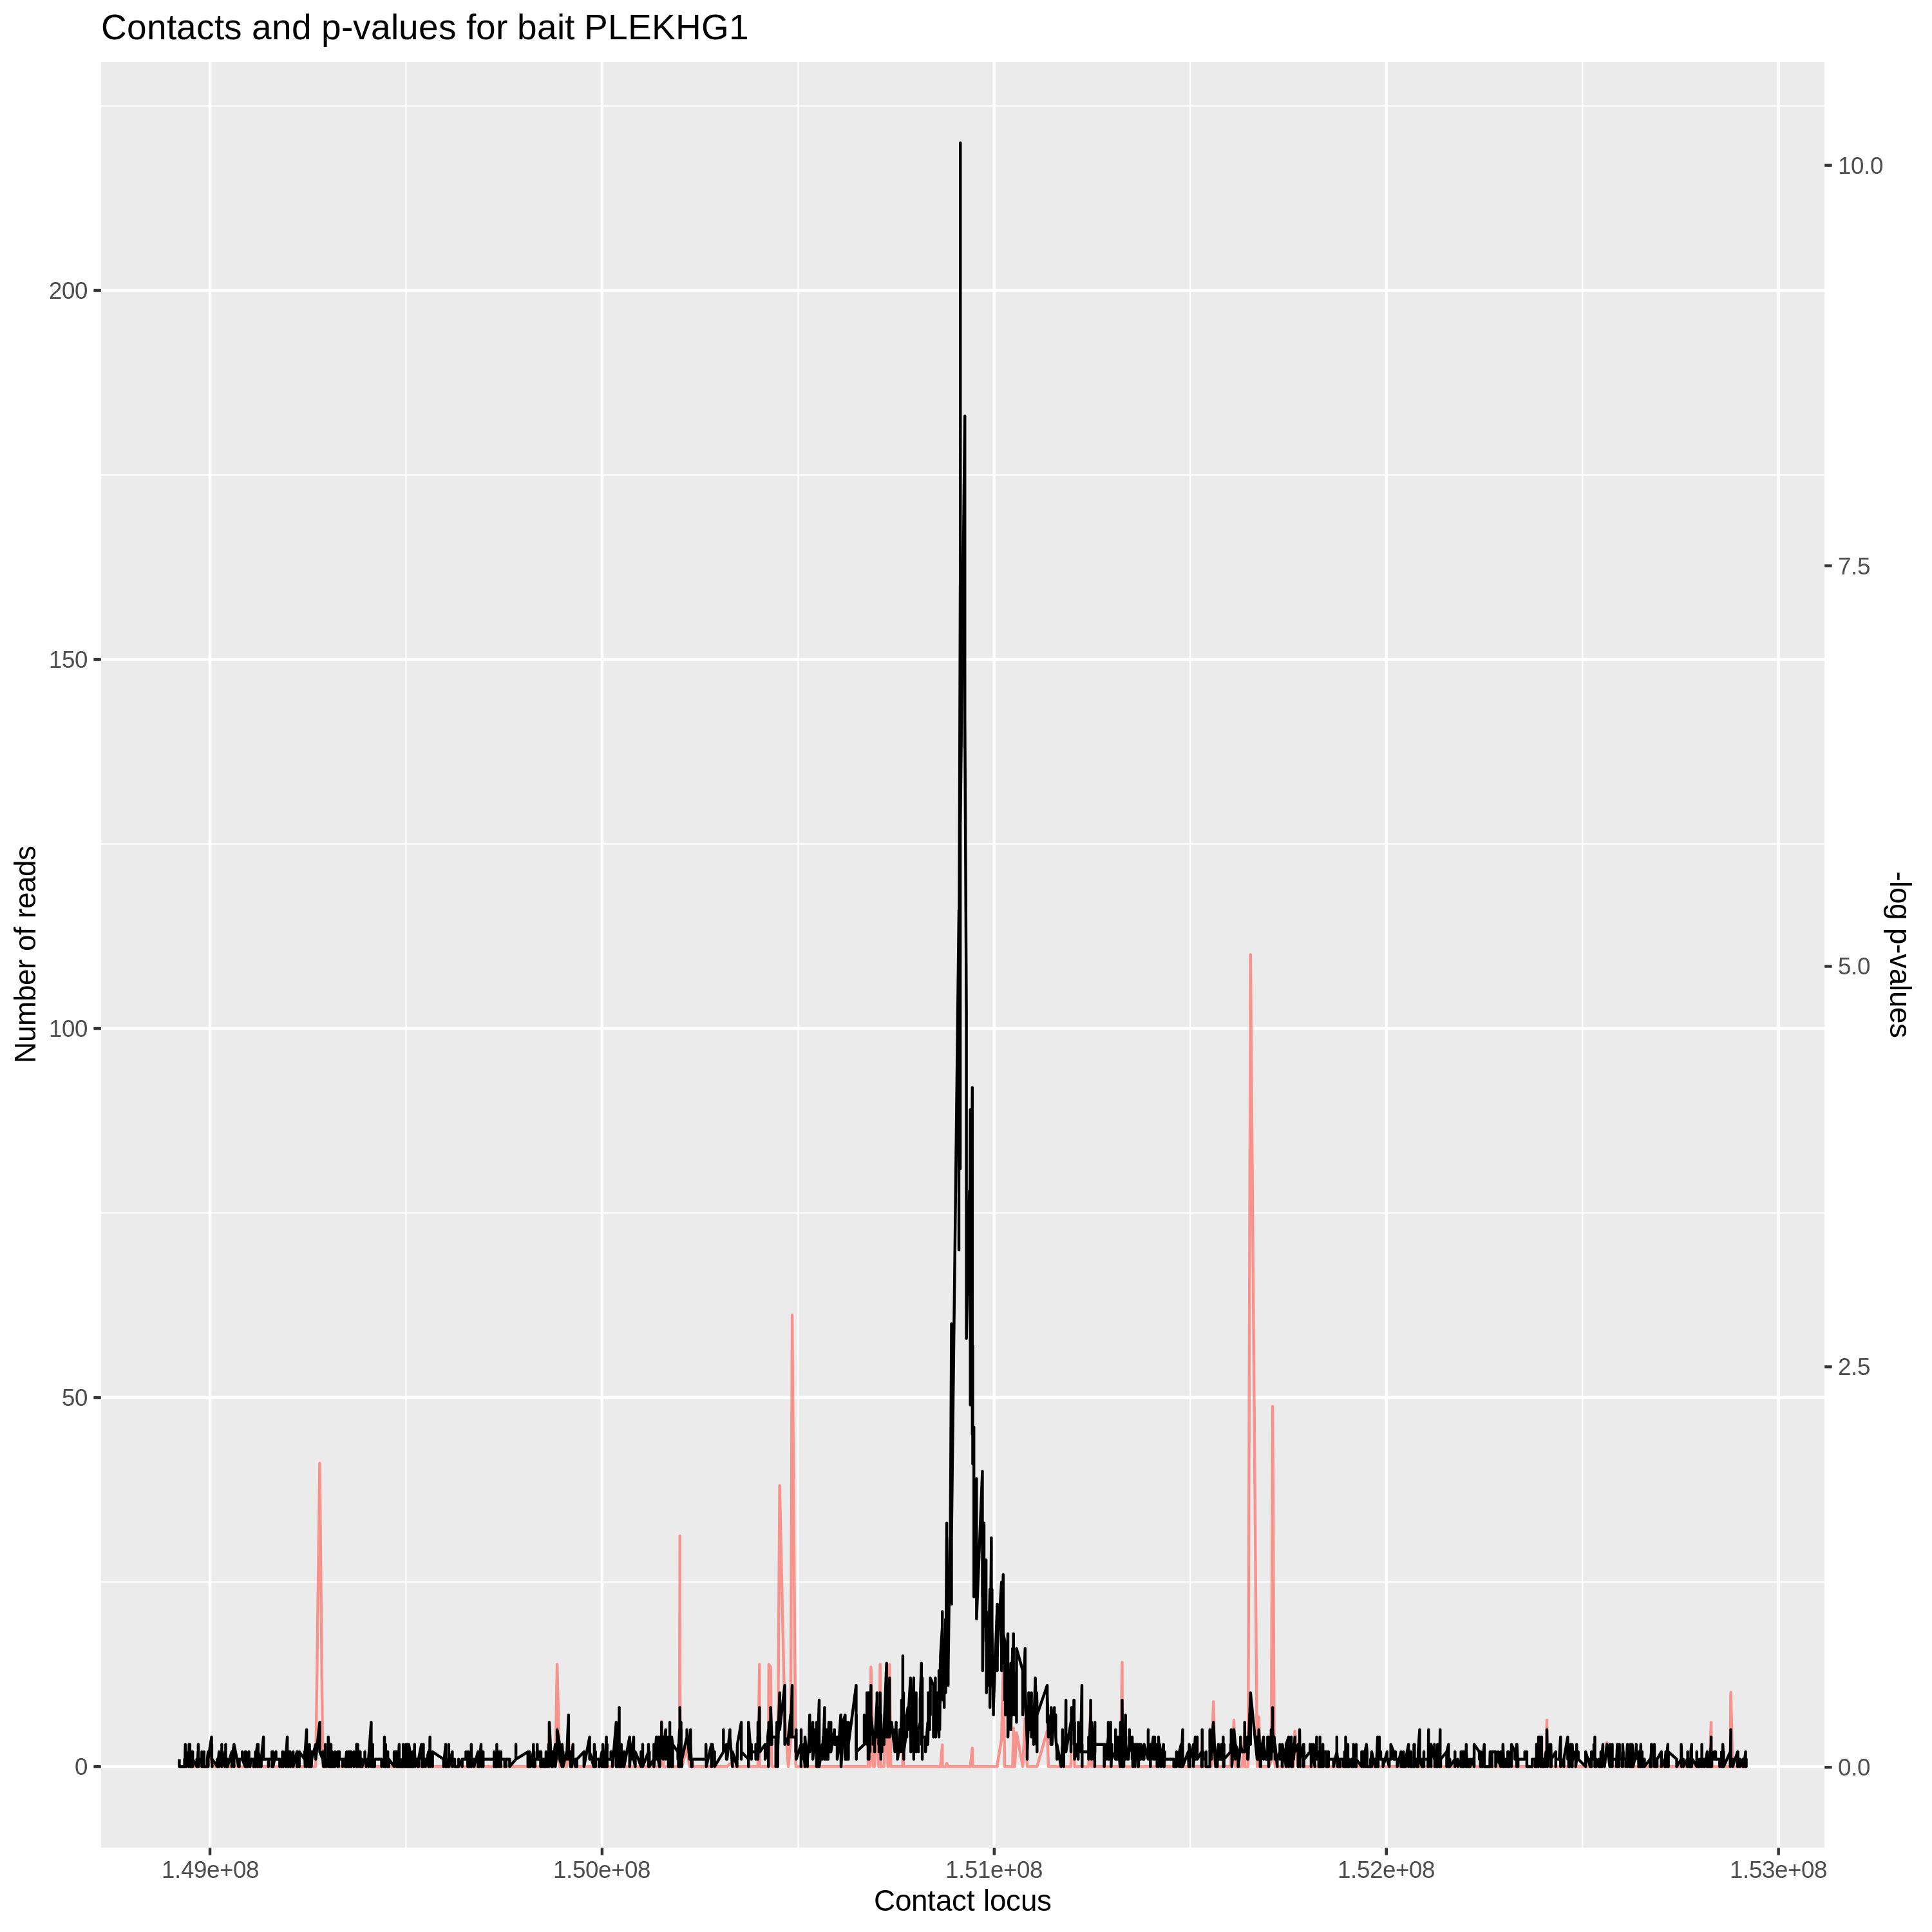 Contacts and p-values for bait PLEKHG1
Number of reads
200
150
100
50
0
10.0
7.5
5.0
2.5
0.0
-log p-values
1.49e+08 1.50e+08 1.51e+08 1.52e+08 1.53e+08
Contact locus